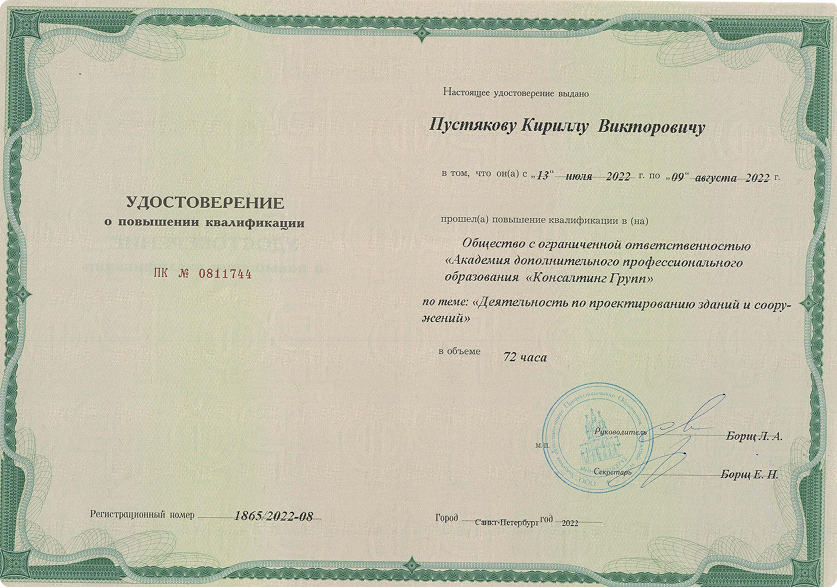 УДОСТОВЕРЕНИЕ
о повышении квалификации
ПК № 0811744
Регистрационный номер 1865/2022-08
Настоящее удостоверение выдано
Пустякову Кириллу Викторовичу
в том, что он(а) с „13“ июля 2022 г. по „09“ августа 2022 г.
прошел(а) повышение квалификации в (на)
Общество с ограниченной ответственностью
«Академия дополнительного профессионального
образования «Консалтинг Групп»
по теме: «Деятельность по проектированию зданий и соору-
жений»
в объеме 72 часа
Руководитель Борщ Л. А.
м.п.
Секретарь Борщ Е. Н.
Город Санкт-Петербург год 2022